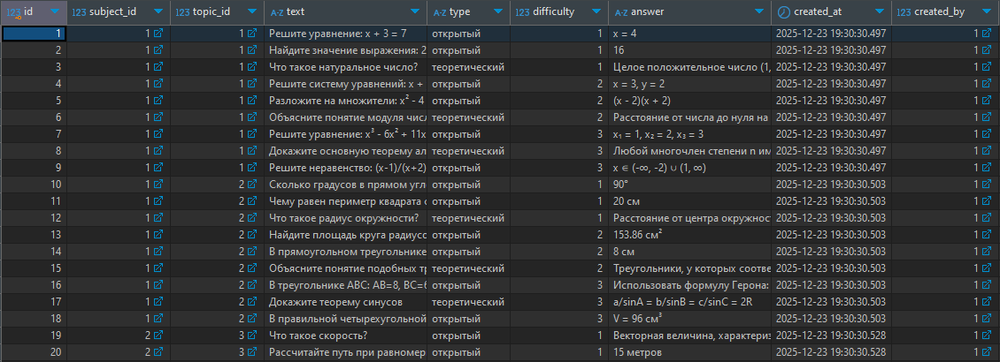 123 id 123 subject_id 123 topic_id A-Z text A-Z type 123 difficulty A-Z answer created_at 123 created_by
1 1 1 Решите уравнение: x + 3 = 7 открытый 1 x = 4 2025-12-23 19:30:30.497 1
2 1 1 Найдите значение выражения: 2 открытый 1 16 2025-12-23 19:30:30.497 1
3 1 1 Что такое натуральное число? теоретический 1 Целое положительное число (1, 2025-12-23 19:30:30.497 1
4 1 1 Решите систему уравнений: x + открытый 2 x = 3, y = 2 2025-12-23 19:30:30.497 1
5 1 1 Разложите на множители: x² - 4 открытый 2 (x - 2)(x + 2) 2025-12-23 19:30:30.497 1
6 1 1 Объясните понятие модуля числ теоретический 2 Расстояние от числа до нуля на 2025-12-23 19:30:30.497 1
7 1 1 Решите уравнение: x³ - 6x² + 11x открытый 3 x₁ = 1, x₂ = 2, x₃ = 3 2025-12-23 19:30:30.497 1
8 1 1 Докажите основную теорему ал теоретический 3 Любой многочлен степени n им 2025-12-23 19:30:30.497 1
9 1 1 Решите неравенство: (x-1)/(x+2) открытый 3 x ∈ (-∞, -2) ∪ (1, ∞) 2025-12-23 19:30:30.497 1
10 1 2 Сколько градусов в прямом угл открытый 1 90° 2025-12-23 19:30:30.503 1
11 1 2 Чему равен периметр квадрата с открытый 1 20 см 2025-12-23 19:30:30.503 1
12 1 2 Что такое радиус окружности? теоретический 1 Расстояние от центра окружнос 2025-12-23 19:30:30.503 1
13 1 2 Найдите площадь круга радиусо открытый 2 153.86 см² 2025-12-23 19:30:30.503 1
14 1 2 В прямоугольном треугольнике открытый 2 8 см 2025-12-23 19:30:30.503 1
15 1 2 Объясните понятие подобных тр теоретический 2 Треугольники, у которых соотве 2025-12-23 19:30:30.503 1
16 1 2 В треугольнике ABC: AB=8, BC=6 открытый 3 Использовать формулу Герона: 2025-12-23 19:30:30.503 1
17 1 2 Докажите теорему синусов теоретический 3 a/sinA = b/sinB = c/sinC = 2R 2025-12-23 19:30:30.503 1
18 1 2 В правильной четырехугольной открытый 3 V = 96 см³ 2025-12-23 19:30:30.503 1
19 2 3 Что такое скорость? открытый 1 Векторная величина, характериз 2025-12-23 19:30:30.528 1
20 2 3 Рассчитайте путь при равномер открытый 1 15 метров 2025-12-23 19:30:30.528 1